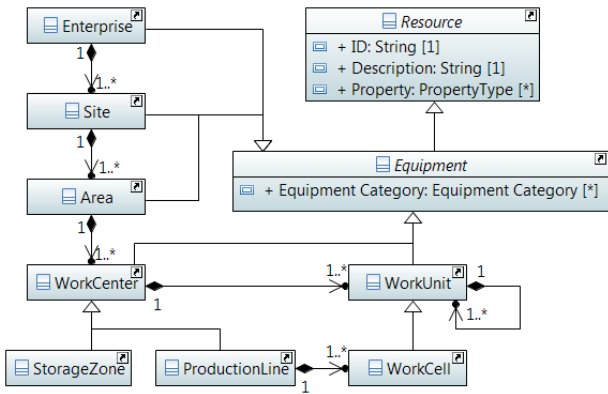 Enterprise
Resource
+ ID: String [1]
+ Description: String [1]
+ Property: PropertyType [*]
1
1..*
Site
1
1..*
Equipment
+ Equipment Category: Equipment Category [*]
Area
1
1..*
WorkCenter
1
1..*
WorkUnit
1
1..*
StorageZone
ProductionLine
1
1..*
WorkCell